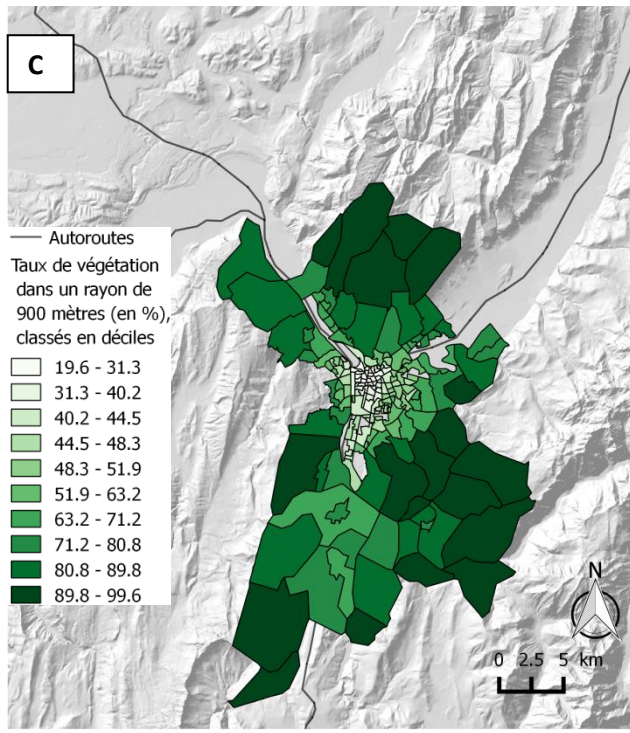 C
Autoroutes
Taux de végétation
dans un rayon de
900 mètres (en %),
classés en déciles
19.6 - 31.3
31.3 - 40.2
40.2 - 44.5
44.5 - 48.3
48.3 - 51.9
51.9 - 63.2
63.2 - 71.2
71.2 - 80.8
80.8 - 89.8
89.8 - 99.6
N
0 2.5 5 km